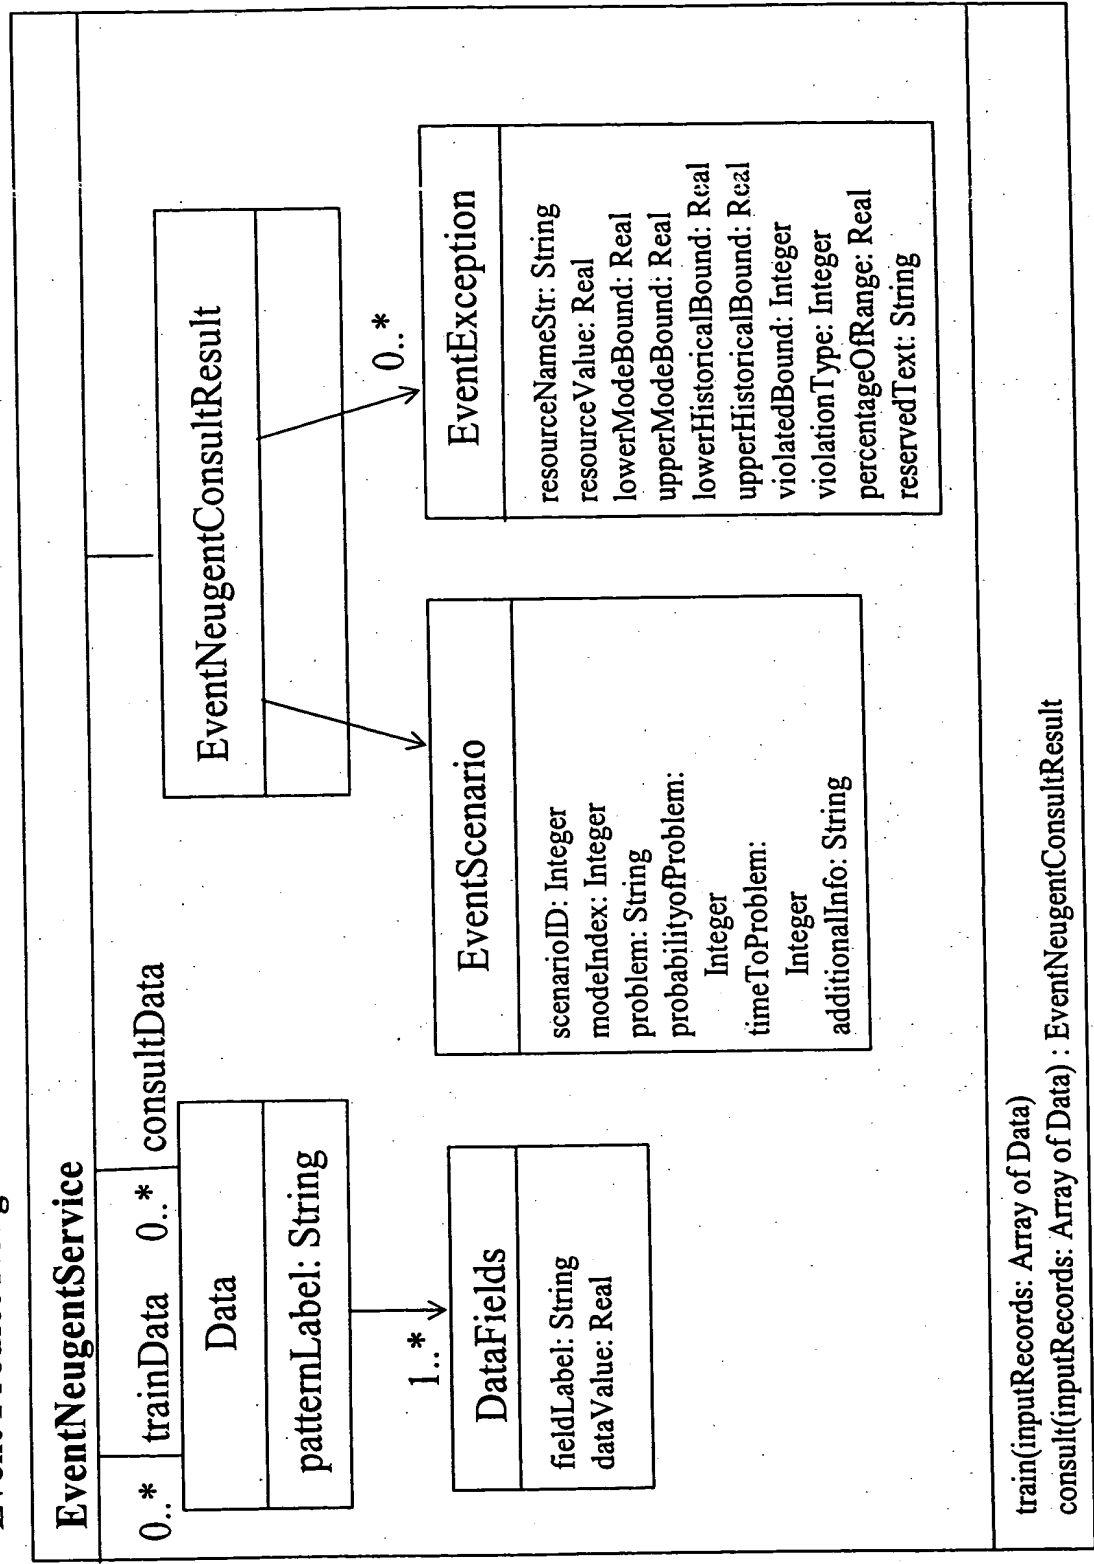 EventNeugentService
0..* trainData 0..* consultData
Data
patternLabel: String
1..*
DataFields
fieldLabel: String
dataValue: Real
EventNeugentConsultResult
0..*
EventScenario
scenarioID: Integer
modeIndex: Integer
problem: String
probabilityofProblem:
Integer
timeToProblem:
Integer
additionalInfo: String
EventException
resourceNameStr: String
resourceValue: Real
lowerModeBound: Real
upperModeBound: Real
lowerHistoricalBound: Real
upperHistoricalBound: Real
violatedBound: Integer
violationType: Integer
percentageOfRange: Real
reservedText: String
train(inputRecords: Array of Data)
consult(inputRecords: Array of Data) : EventNeugentConsultResult